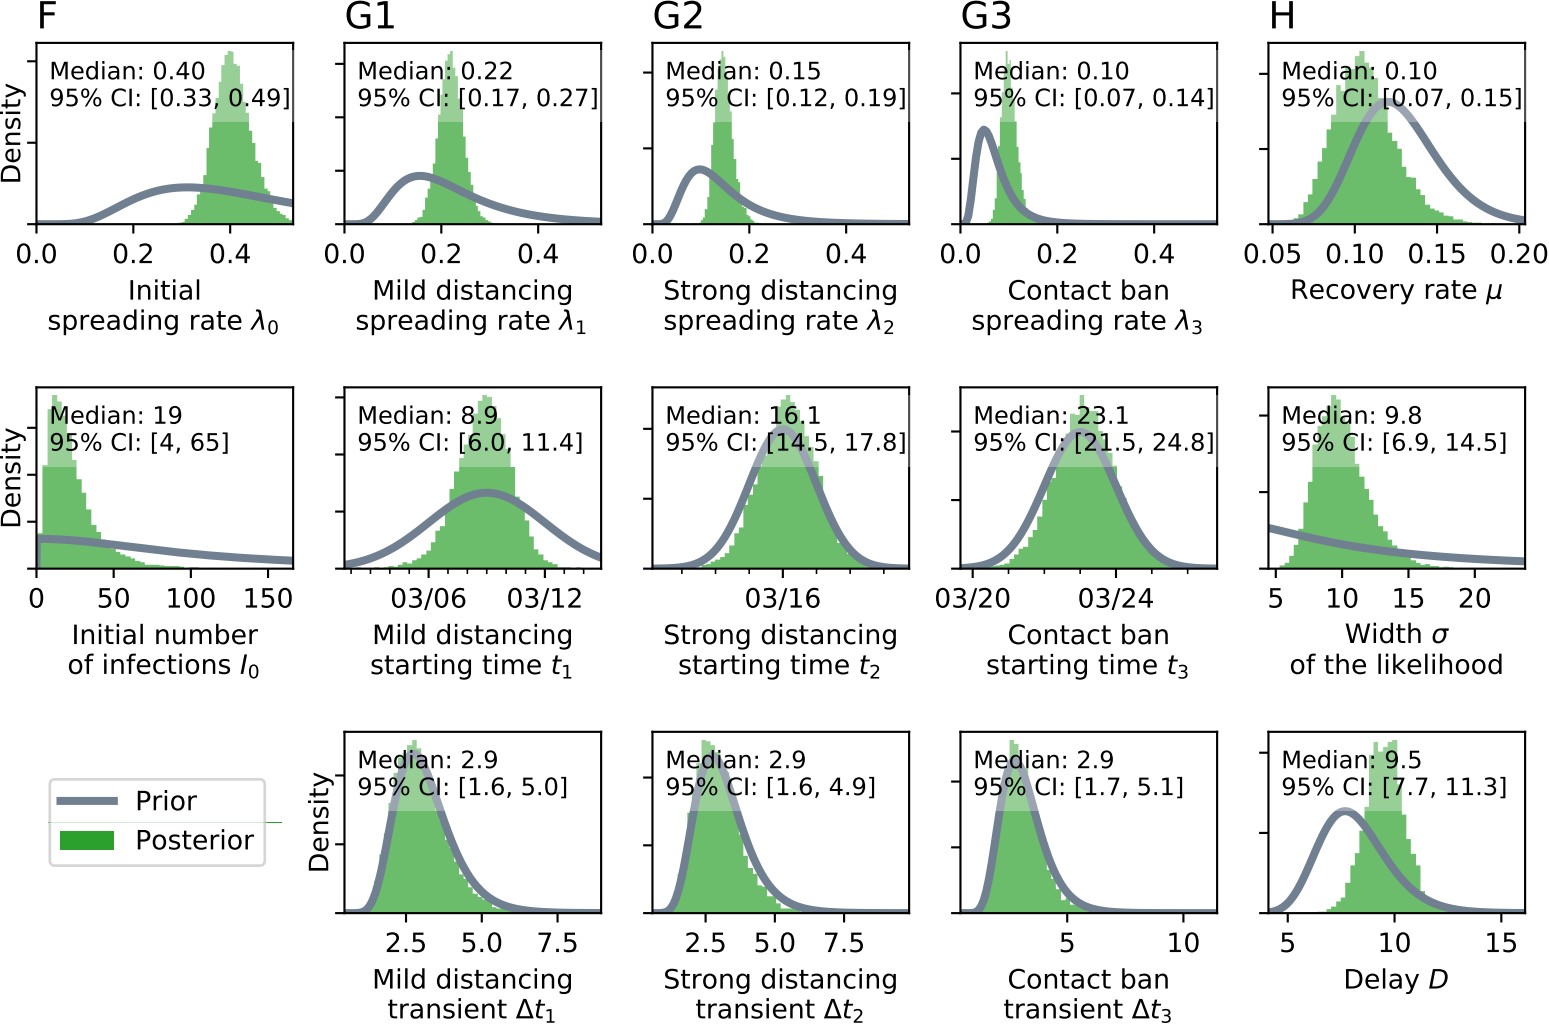 F
G1
G2
G3
H
Density
Median: 0.40
95% CI: [0.33, 0.49]
0.0 0.2 0.4
Initial
spreading rate λ0
Median: 0.22
95% CI: [0.17, 0.27]
0.0 0.2 0.4
Mild distancing
spreading rate λ1
Median: 0.15
95% CI: [0.12, 0.19]
0.0 0.2 0.4
Strong distancing
spreading rate λ2
Median: 0.10
95% CI: [0.07, 0.14]
0.0 0.2 0.4
Contact ban
spreading rate λ3
Median: 0.10
95% CI: [0.07, 0.15]
0.05 0.10 0.15 0.20
Recovery rate μ
Density
Median: 19
95% CI: [4, 65]
0 50 100 150
Initial number
of infections I0
Median: 8.9
95% CI: [6.0, 11.4]
03/06 03/12
Mild distancing
starting time t1
Median: 16.1
95% CI: [14.5, 17.8]
03/16
Strong distancing
starting time t2
Median: 23.1
95% CI: [21.5, 24.8]
03/20 03/24
Contact ban
starting time t3
Median: 9.8
95% CI: [6.9, 14.5]
5 10 15 20
Width σ
of the likelihood
Prior
Posterior
Density
Median: 2.9
95% CI: [1.6, 5.0]
2.5 5.0 7.5
Mild distancing
transient Δt1
Median: 2.9
95% CI: [1.6, 4.9]
2.5 5.0 7.5
Strong distancing
transient Δt2
Median: 2.9
95% CI: [1.7, 5.1]
5 10
Contact ban
transient Δt3
Median: 9.5
95% CI: [7.7, 11.3]
5 10 15
Delay D